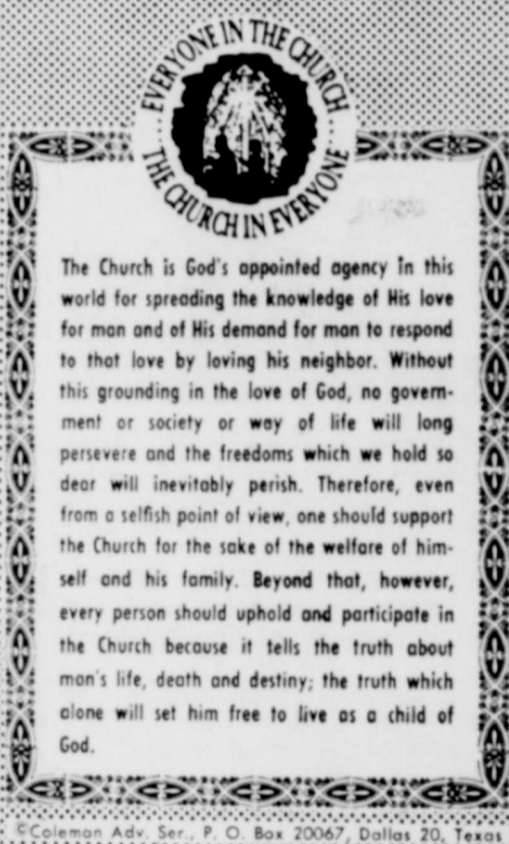 EVERYONE IN THE CHURCH
THE CHURCH IN EVERYONE
The Church is God's appointed agency in this
world for spreading the knowledge of His love
for man and of His demand for man to respond
to that love by loving his neighbor. Without
this grounding in the love of God, no govern-
ment or society or way of life will long
persevere and the freedoms which we hold so
dear will inevitably perish. Therefore, even
from a selfish point of view, one should support
the Church for the sake of the welfare of him-
self and his family. Beyond that, however,
every person should uphold and participate in
the Church because it tells the truth about
man's life, death and destiny; the truth which
alone will set him free to live as a child of
God.
©Coleman Adv. Ser., P. O. Box 20067, Dallas 20, Texas